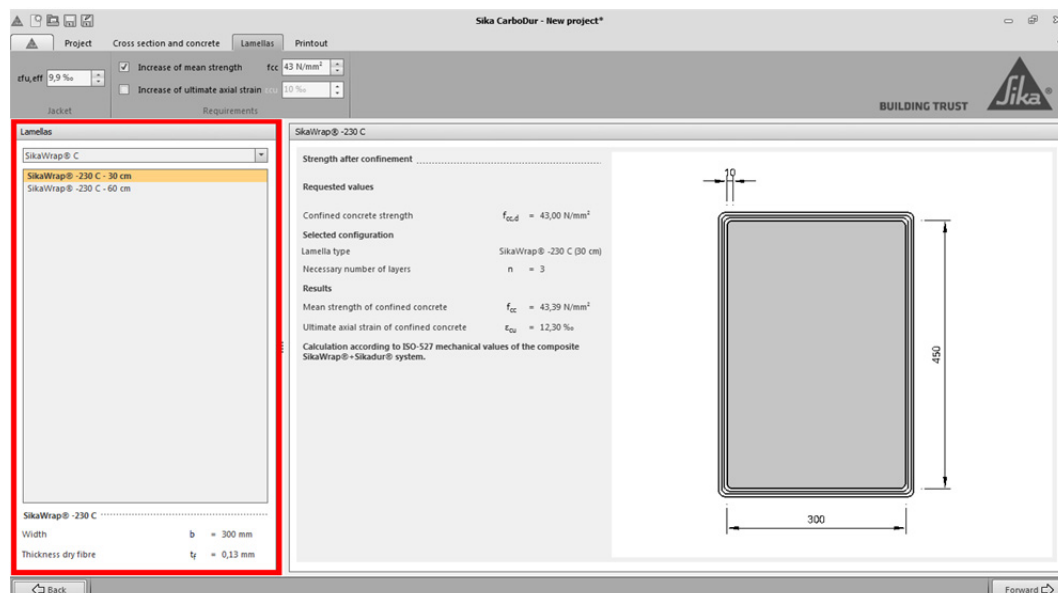 Sika CarboDur - New project*
Project Cross section and concrete Lamellas Printout
εfu,eff 9,9 ‰
Increase of mean strength fcc 43 N/mm²
Increase of ultimate axial strain εcu 10 ‰
Jacket Requirements
BUILDING TRUST Sika®
Lamellas
SikaWrap® C
SikaWrap® -230 C - 30 cm
SikaWrap® -230 C - 60 cm
SikaWrap® -230 C
Width b = 300 mm
Thickness dry fibre tf = 0,13 mm
SikaWrap® -230 C
Strength after confinement
Requested values
Confined concrete strength fcc,d = 43,00 N/mm²
Selected configuration
Lamella type SikaWrap® -230 C (30 cm)
Necessary number of layers n = 3
Results
Mean strength of confined concrete fcc = 43,39 N/mm²
Ultimate axial strain of confined concrete εcu = 12,30 ‰
Calculation according to ISO-527 mechanical values of the composite
SikaWrap®+Sikadur® system.
10
450
300
Back Forward